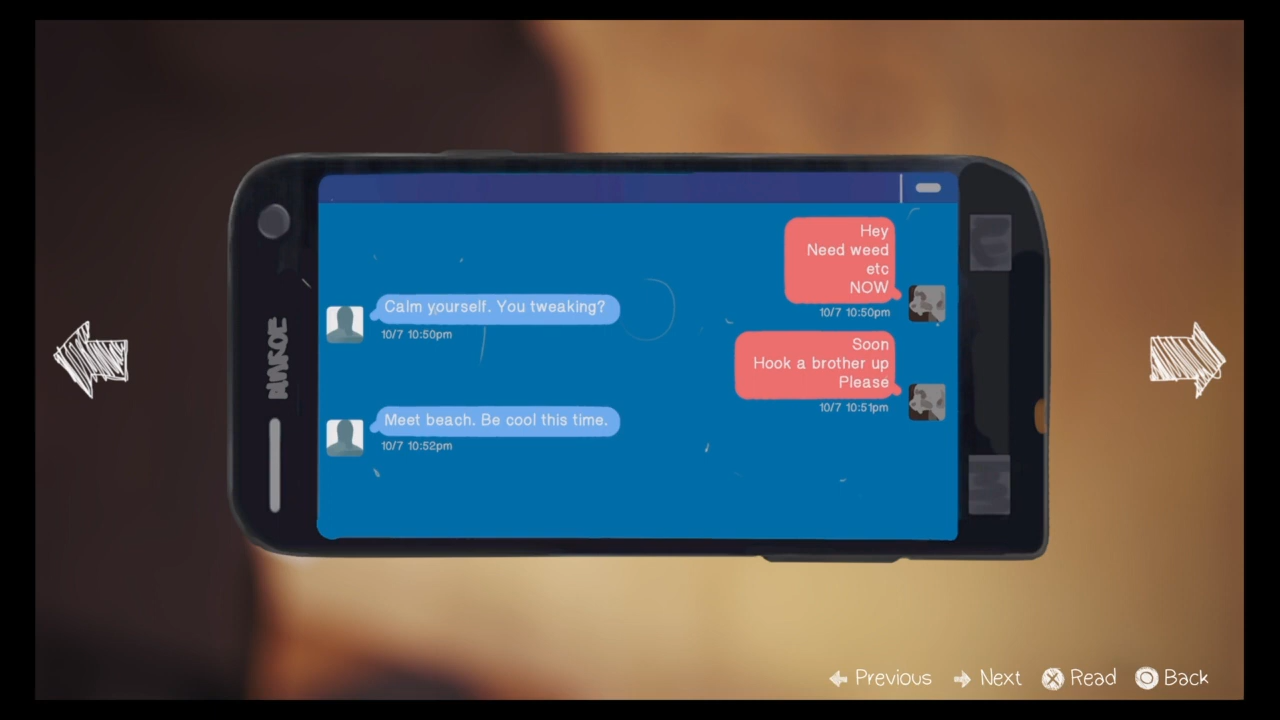 Hey
Need weed
etc
NOW
10/7 10:50pm
Calm yourself. You tweaking?
10/7 10:50pm
Soon
Hook a brother up
Please
10/7 10:51pm
Meet beach. Be cool this time.
10/7 10:52pm
Previous Next Read Back